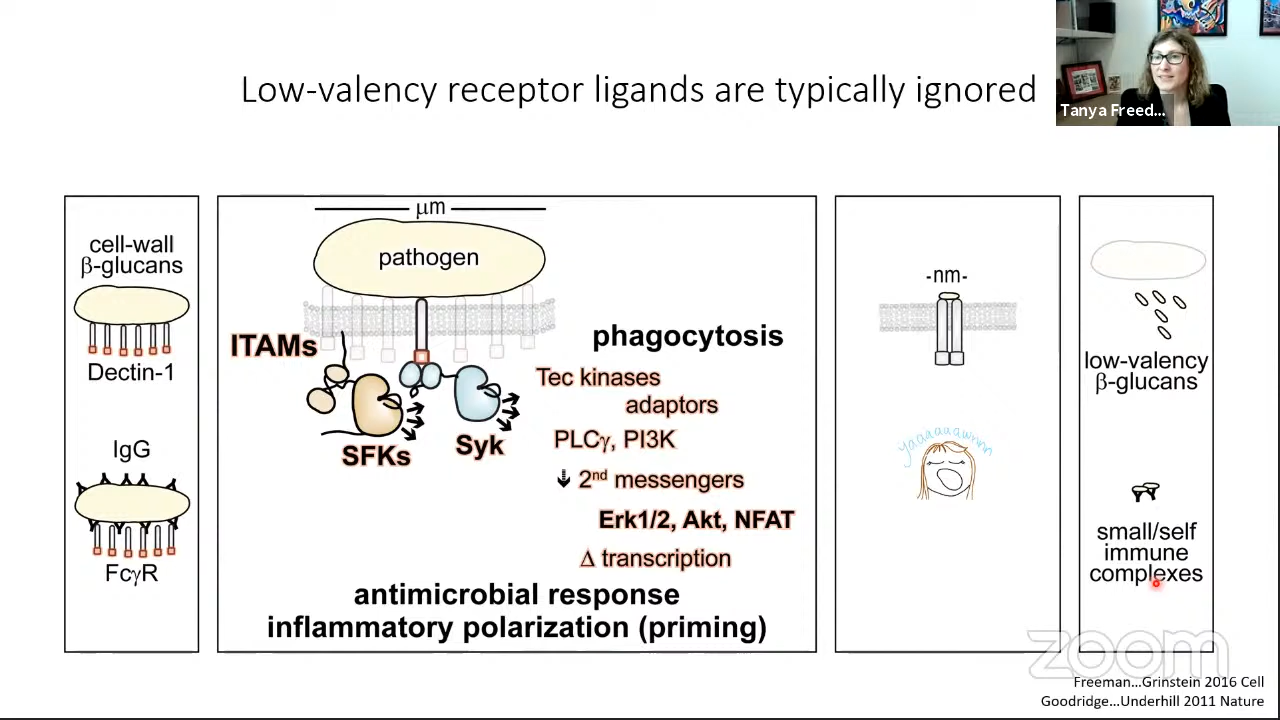 Low-valency receptor ligands are typically ignored
Tanya Freed...
cell-wall
β-glucans
Dectin-1
IgG
FcγR
μm
pathogen
ITAMs
SFKs
Syk
phagocytosis
Tec kinases
adaptors
PLCγ, PI3K
2nd messengers
Erk1/2, Akt, NFAT
Δ transcription
antimicrobial response
inflammatory polarization (priming)
-nm-
yaaaaaawnnn
low-valency
β-glucans
small/self
immune
complexes
zoom
Freeman...Grinstein 2016 Cell
Goodridge...Underhill 2011 Nature